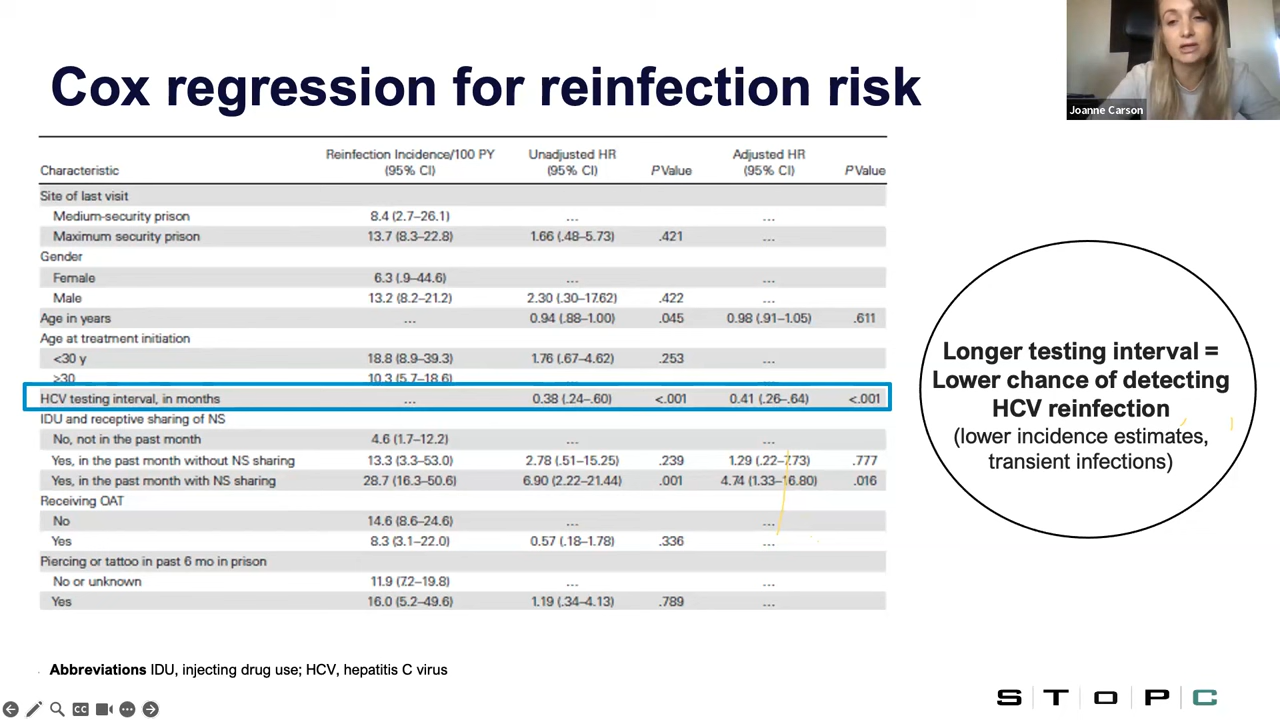 Cox regression for reinfection risk
Joanne Carson
Characteristic Reinfection Incidence/100 PY (95% CI) Unadjusted HR (95% CI) P Value Adjusted HR (95% CI) P Value
Site of last visit
Medium-security prison 8.4 (2.7–26.1) ... ...
Maximum security prison 13.7 (8.3–22.8) 1.66 (.48–5.73) .421 ...
Gender
Female 6.3 (.9–44.6) ... ...
Male 13.2 (8.2–21.2) 2.30 (.30–17.62) .422 ...
Age in years ... 0.94 (.88–1.00) .045 0.98 (.91–1.05) .611
Age at treatment initiation
<30 y 18.8 (8.9–39.3) 1.76 (.67–4.62) .253 ...
>30 10.3 (5.7–18.6)
HCV testing interval, in months ... 0.38 (.24–.60) <.001 0.41 (.26–.64) <.001
IDU and receptive sharing of NS
No, not in the past month 4.6 (1.7–12.2) ... ...
Yes, in the past month without NS sharing 13.3 (3.3–53.0) 2.78 (.51–15.25) .239 1.29 (.22–7.73) .777
Yes, in the past month with NS sharing 28.7 (16.3–50.6) 6.90 (2.22–21.44) .001 4.74 (1.33–16.80) .016
Receiving OAT
No 14.6 (8.6–24.6) ... ...
Yes 8.3 (3.1–22.0) 0.57 (.18–1.78) .336 ...
Piercing or tattoo in past 6 mo in prison
No or unknown 11.9 (7.2–19.8) ... ...
Yes 16.0 (5.2–49.6) 1.19 (.34–4.13) .789 ...
Longer testing interval =
Lower chance of detecting
HCV reinfection
(lower incidence estimates,
transient infections)
Abbreviations IDU, injecting drug use; HCV, hepatitis C virus
CC
S T O P C